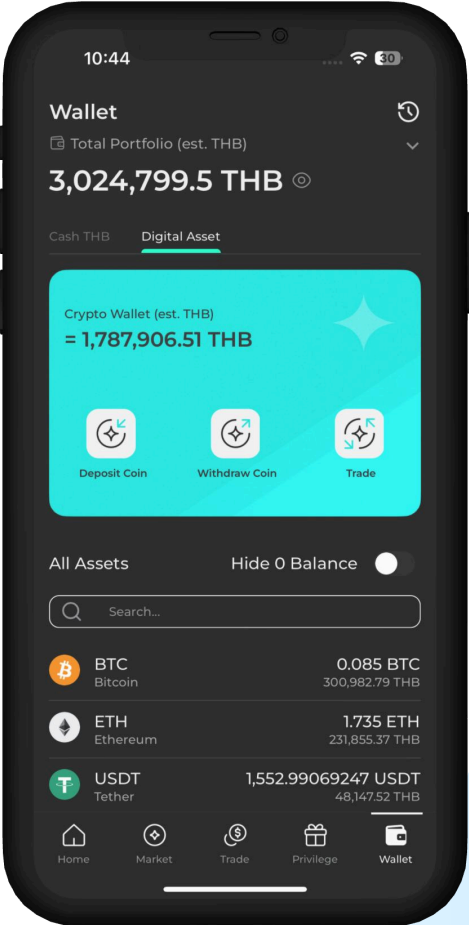 10:44
30
Wallet
Total Portfolio (est. THB)
3,024,799.5 THB
Cash THB Digital Asset
Crypto Wallet (est. THB)
= 1,787,906.51 THB
Deposit Coin Withdraw Coin Trade
All Assets Hide 0 Balance
Search...
BTC 0.085 BTC
Bitcoin 300,982.79 THB
ETH 1.735 ETH
Ethereum 231,855.37 THB
USDT 1,552.99069247 USDT
Tether 48,147.52 THB
Home Market Trade Privilege Wallet